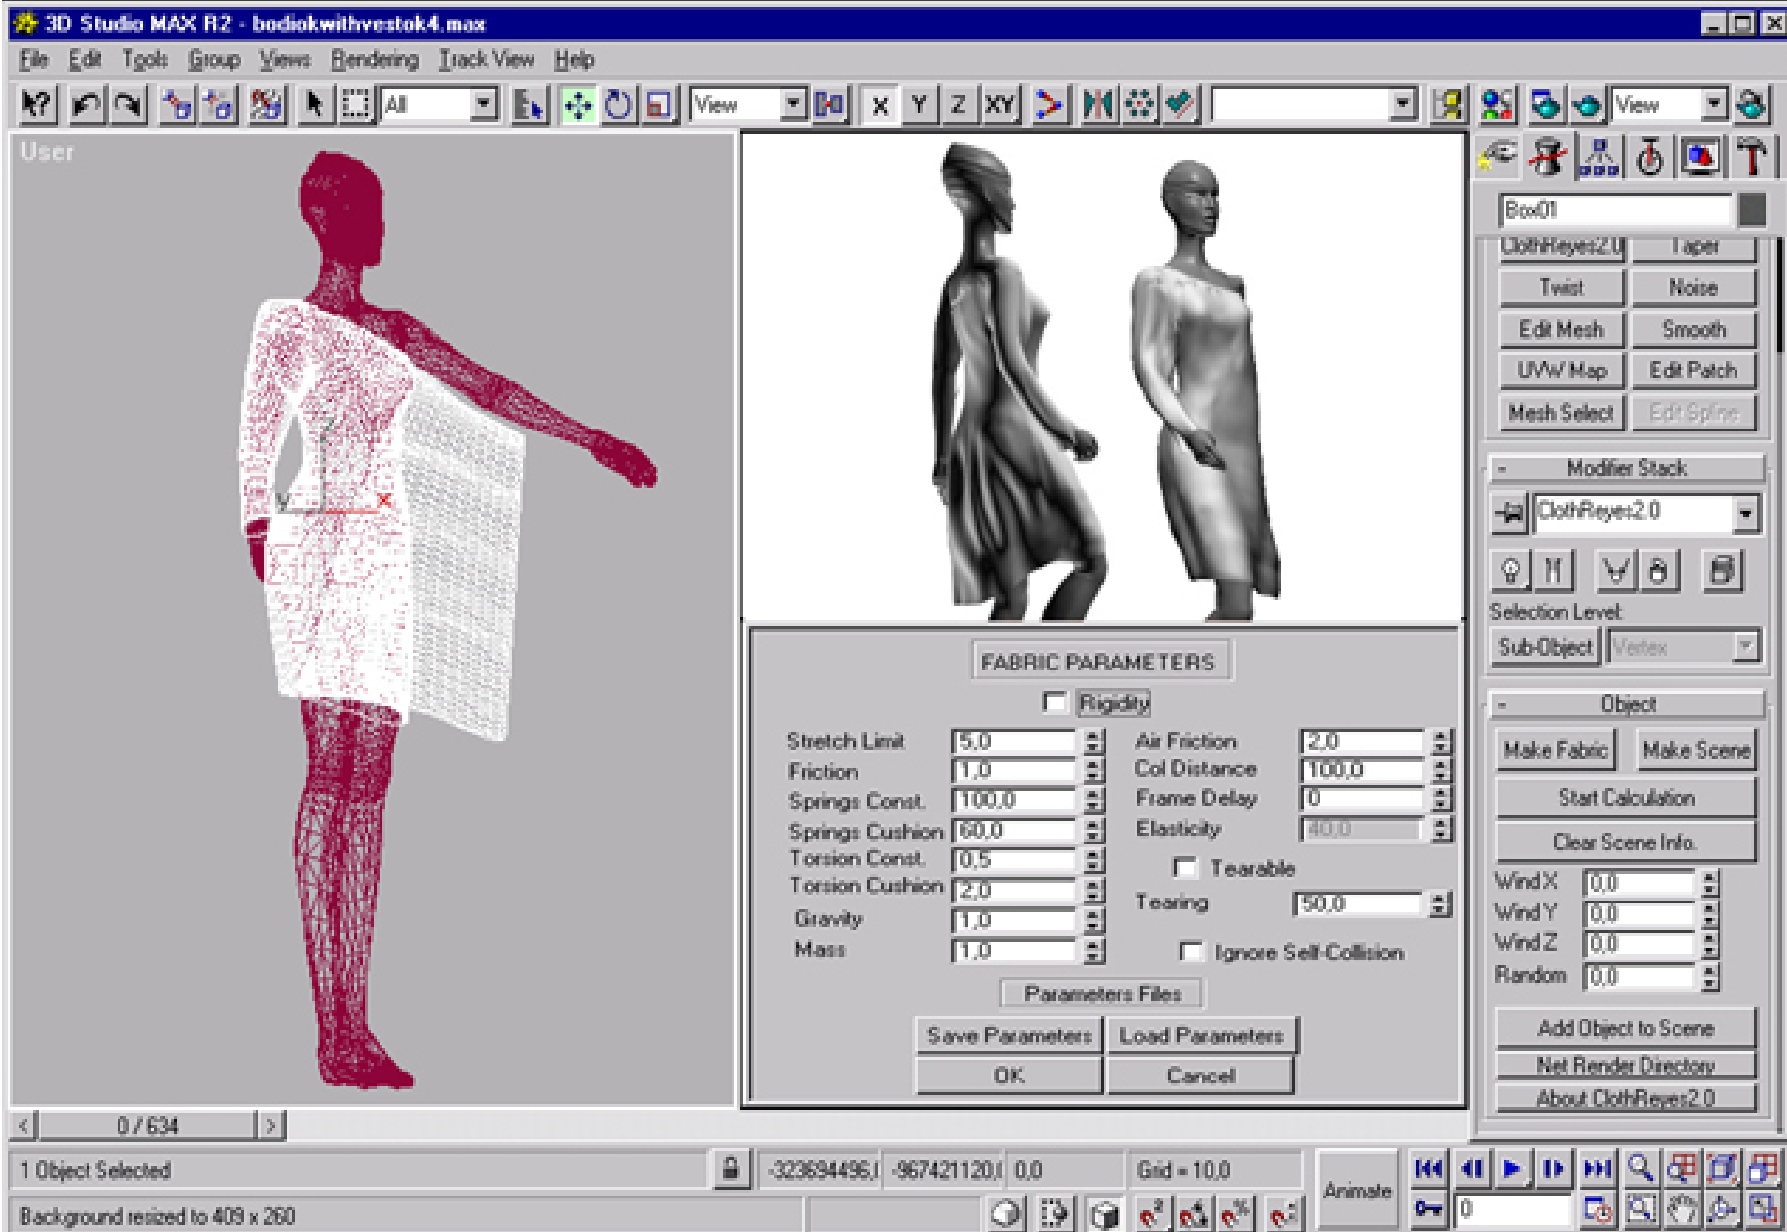 3D Studio MAX R2 - bodiokwithvestok4.max
File Edit Tools Group Views Rendering Track View Help
All View X Y Z XY View
User
Box01
ClothReyes2.0 Taper
Twist Noise
Edit Mesh Smooth
UVW Map Edit Patch
Mesh Select Edit Spline
- Modifier Stack
ClothReyes2.0
Selection Level:
Sub-Object Vertex
- Object
Make Fabric Make Scene
Start Calculation
Clear Scene Info.
Wind X 0,0
Wind Y 0,0
Wind Z 0,0
Random 0,0
Add Object to Scene
Net Render Directory
About ClothReyes2.0
z
y x
FABRIC PARAMETERS
Rigidity
Stretch Limit 5,0 Air Friction 2,0
Friction 1,0 Col Distance 100,0
Springs Const. 100,0 Frame Delay 0
Springs Cushion 60,0 Elasticity 40,0
Torsion Const. 0,5 Tearable
Torsion Cushion 2,0 Tearing 50,0
Gravity 1,0
Mass 1,0 Ignore Self-Collision
Parameters Files
Save Parameters Load Parameters
OK Cancel
< 0 / 634 >
1 Object Selected -323694496,( -967421120,( 0,0 Grid = 10,0 Animate
Background resized to 409 x 260 0